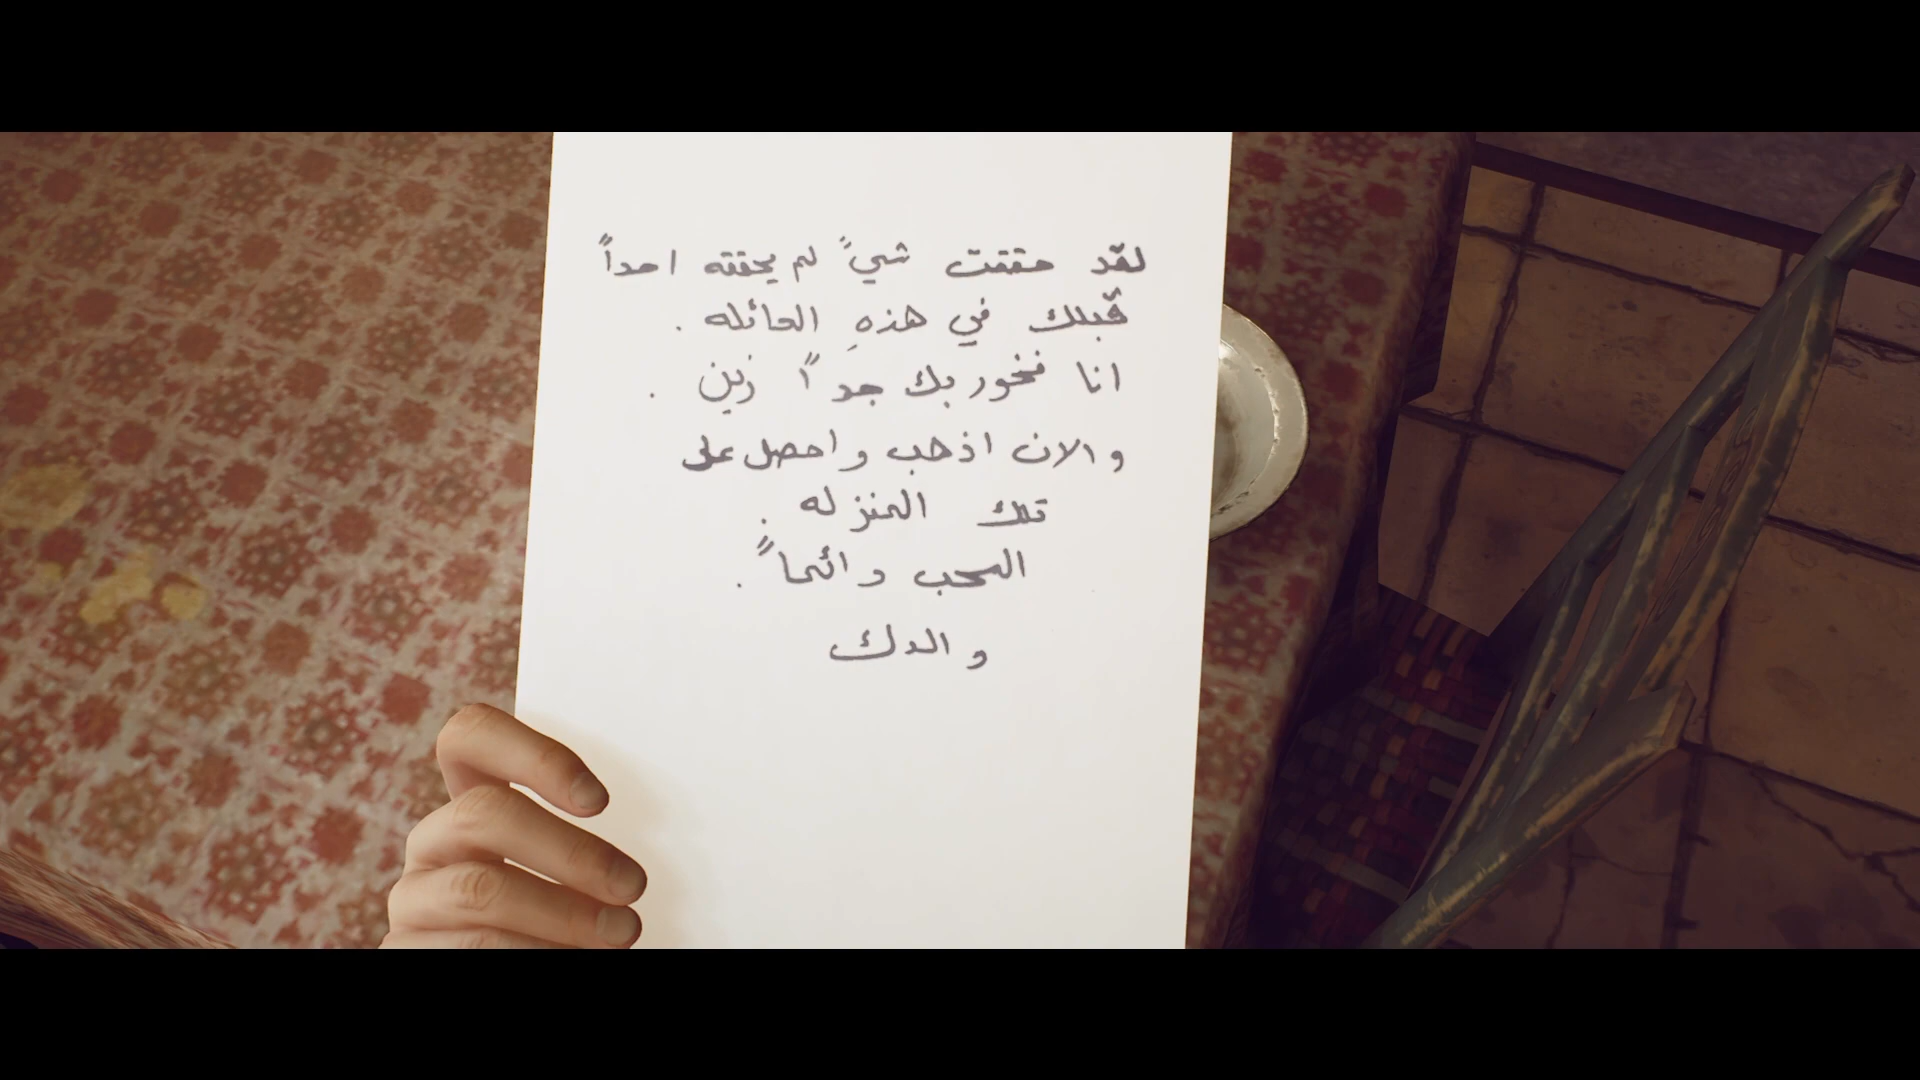 لقد حققت شيً لم يحققه احداً
قبلك في هذهِ العائله .
انا فخور بك جداً زين .
والان اذهب واحصل على
تلك المنزله .
المحب دائماً .
والدك